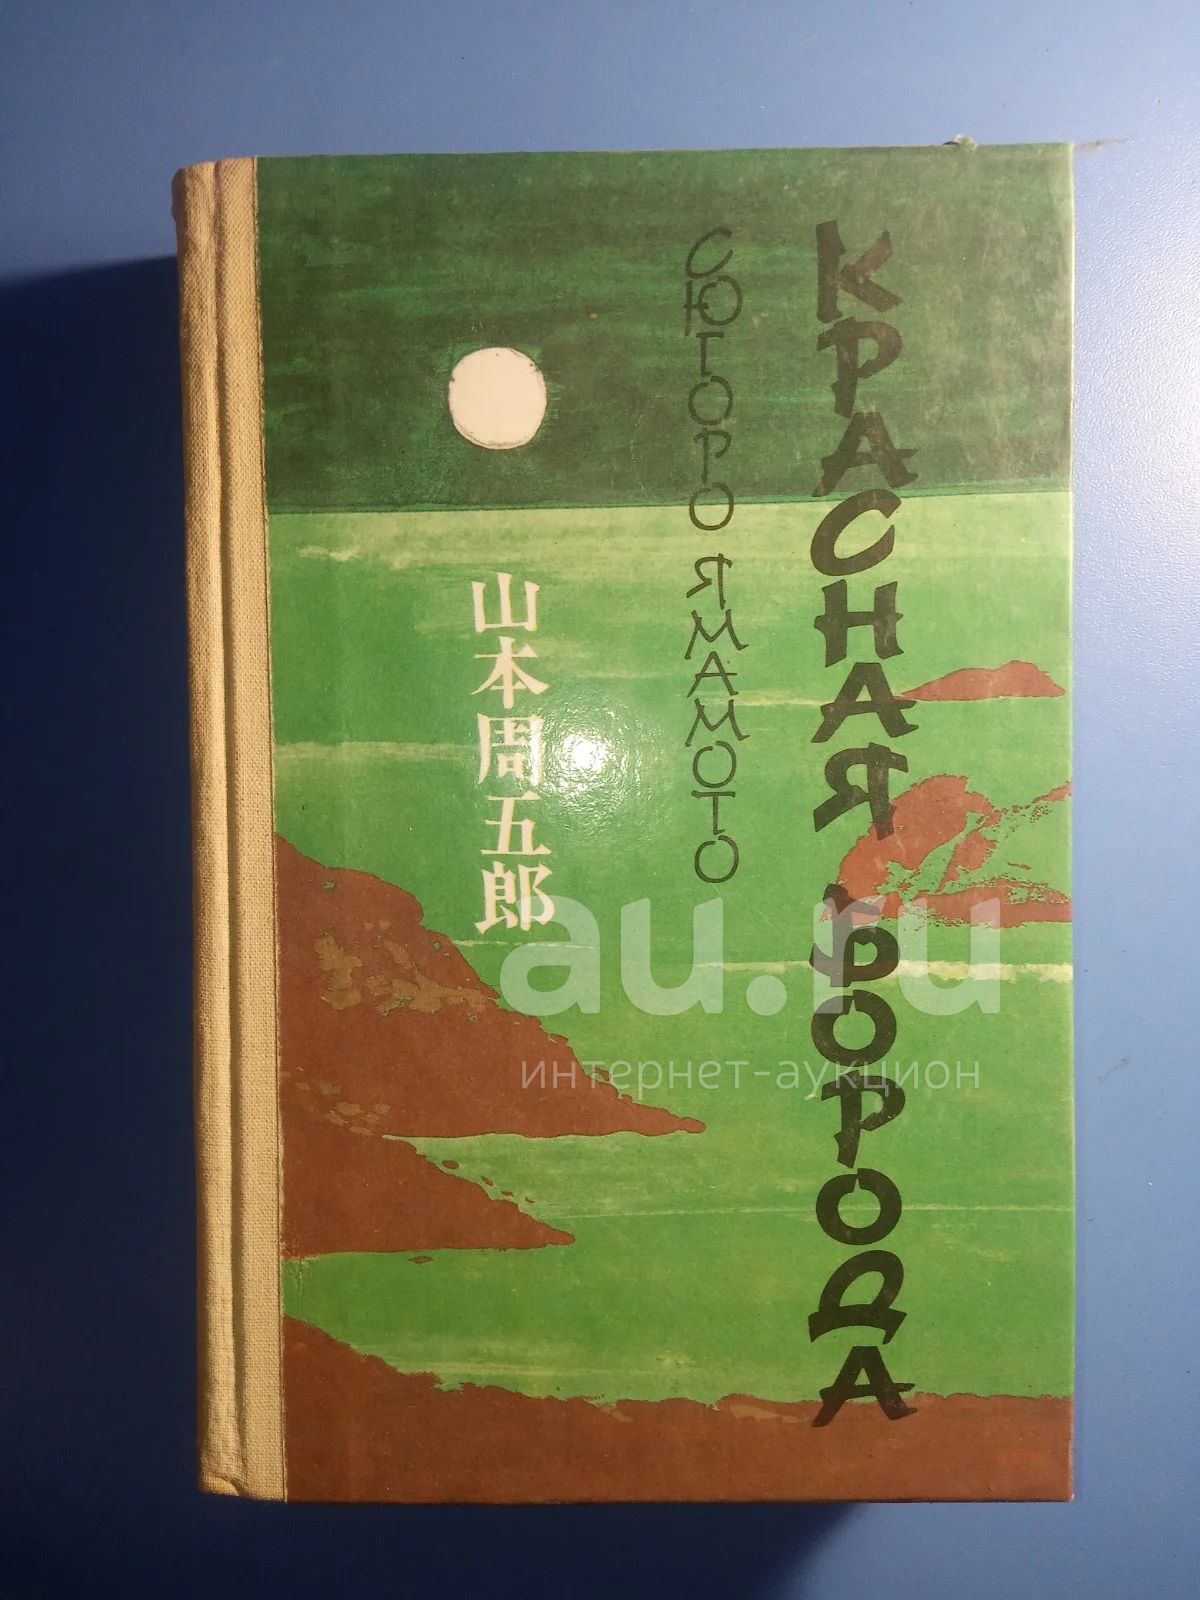 КРАСНАЯ БОРОДА
СЮГОРО ЯМАМОТО
山本周五郎
au.ru
интернет-аукцион